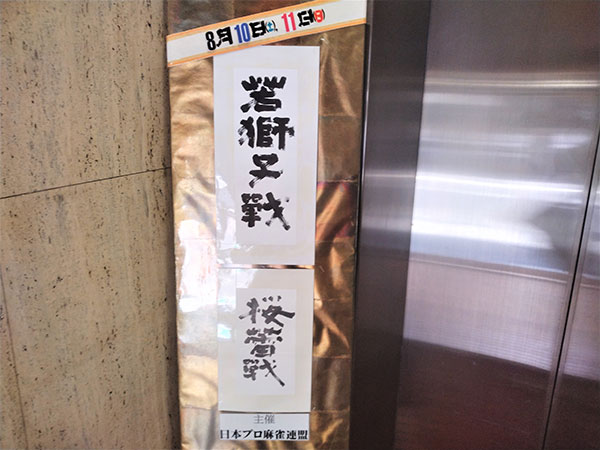 8月10日(土)、11日(日)
若獅子戦
桜蕾戦
主催
日本プロ麻雀連盟